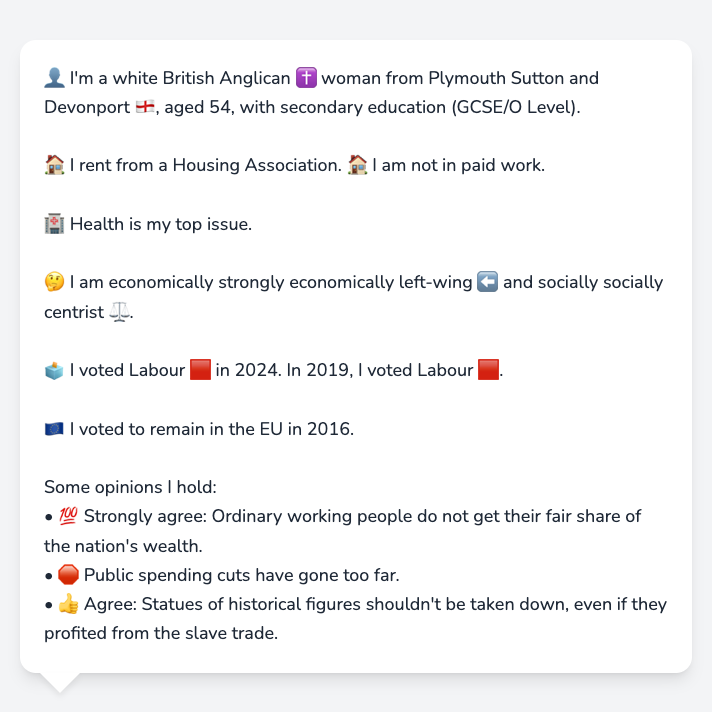 👤 I'm a white British Anglican ✝️ woman from Plymouth Sutton and
Devonport 🏴󠁧󠁢󠁥󠁮󠁧󠁿, aged 54, with secondary education (GCSE/O Level).
🏠 I rent from a Housing Association. 🏠 I am not in paid work.
🏥 Health is my top issue.
🤔 I am economically strongly economically left-wing ⬅️ and socially socially
centrist ⚖️.
🗳️ I voted Labour 🟥 in 2024. In 2019, I voted Labour 🟥.
🇪🇺 I voted to remain in the EU in 2016.
Some opinions I hold:
• 💯 Strongly agree: Ordinary working people do not get their fair share of
the nation's wealth.
• 🛑 Public spending cuts have gone too far.
• 👍 Agree: Statues of historical figures shouldn't be taken down, even if they
profited from the slave trade.